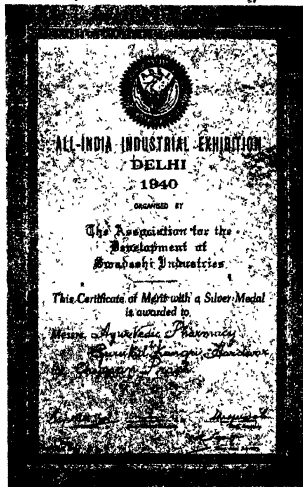 ALL-INDIA INDUSTRIAL EXHIBITION
DELHI
1940
ORGANISED BY
The Association for the
Development of
Swadeshi Industries
This Certificate of Merit with a Silver Medal
is awarded to
Messrs. Ayurvedic Pharmacy
Gurukul Kangri, Hardwar